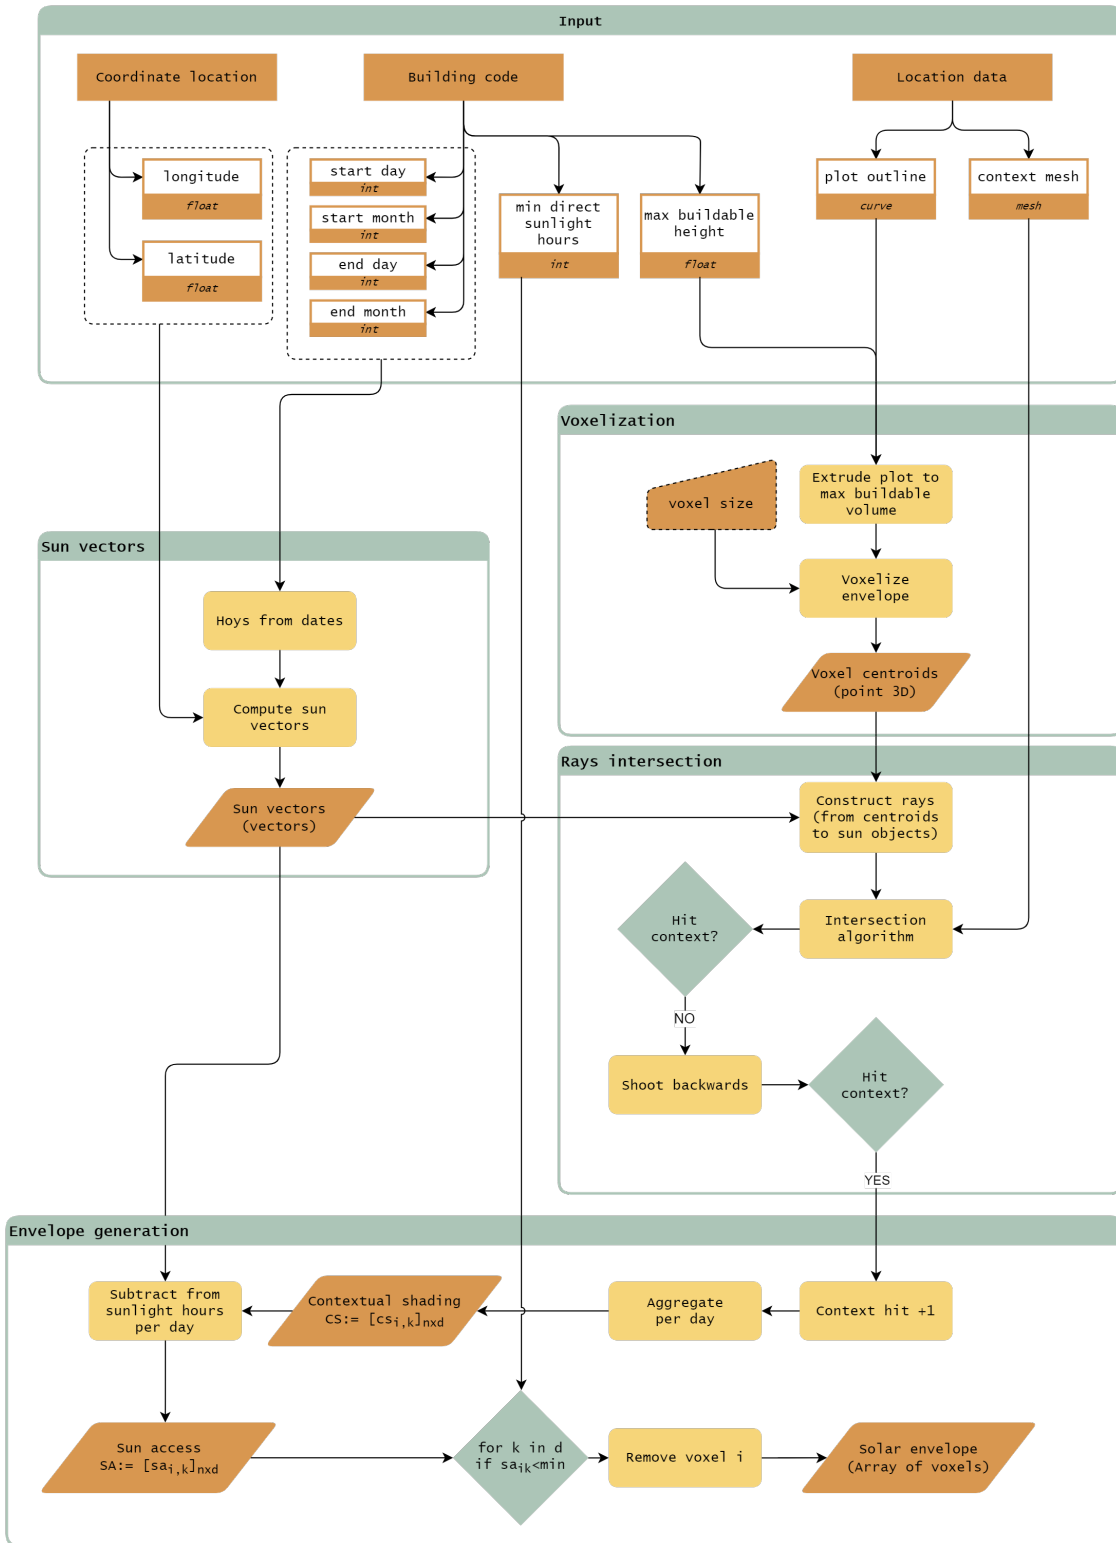 Input
Coordinate location
Building code
Location data
longitude
float
latitude
float
start day
int
start month
int
end day
int
end month
int
min direct
sunlight
hours
int
max buildable
height
float
plot outline
curve
context mesh
mesh
Voxelization
voxel size
Extrude plot to
max buildable
volume
Voxelize
envelope
Voxel centroids
(point 3D)
Sun vectors
Hoys from dates
Compute sun
vectors
Sun vectors
(vectors)
Rays intersection
Construct rays
(from centroids
to sun objects)
Intersection
algorithm
Hit
context?
NO
Shoot backwards
Hit
context?
YES
Envelope generation
Subtract from
sunlight hours
per day
Contextual shading
CS:= [cs_{i,k}]_{nxd}
Aggregate
per day
Context hit +1
Sun access
SA:= [sa_{i,k}]_{nxd}
for k in d
if sa_{ik}<min
Remove voxel i
Solar envelope
(Array of voxels)